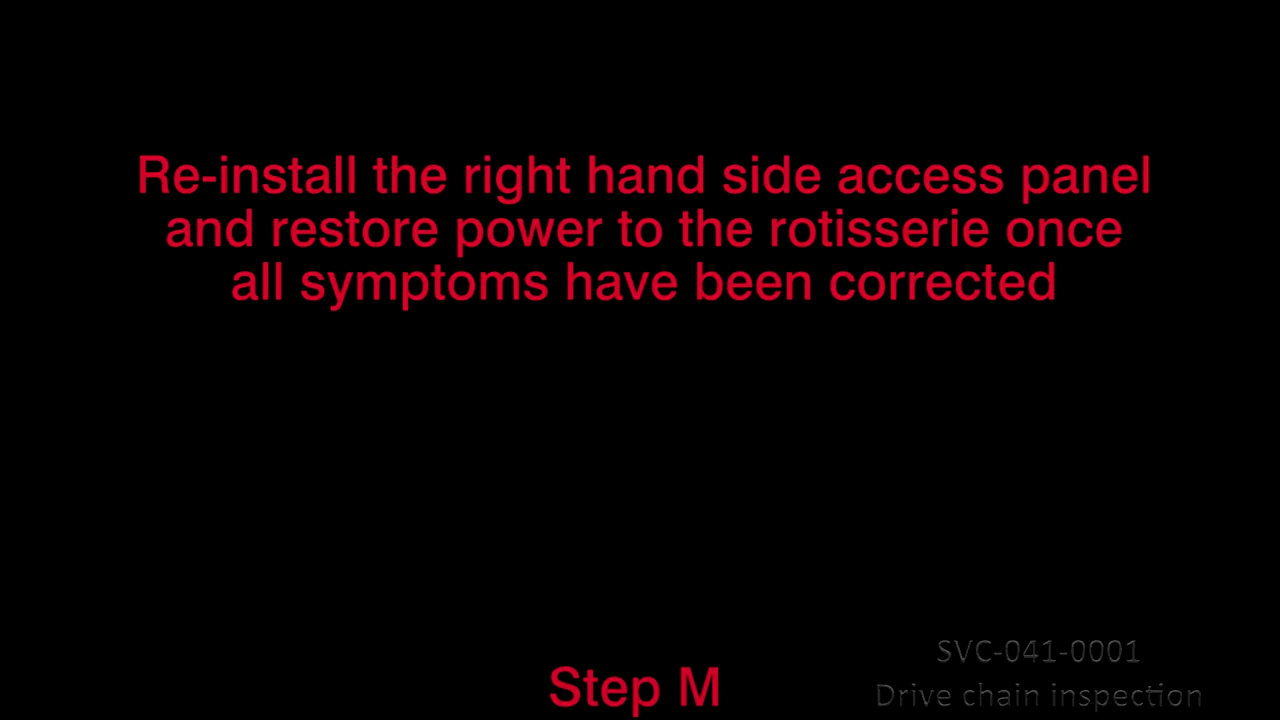 Re-install the right hand side access panel
and restore power to the rotisserie once
all symptoms have been corrected
SVC-041-0001
Step M
Drive chain inspection